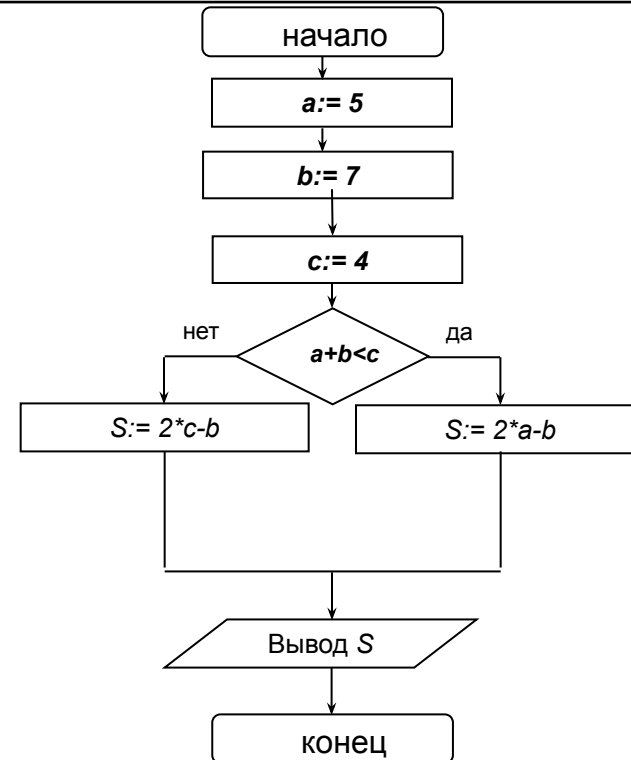 начало
a:= 5
b:= 7
c:= 4
нет
a+b<c
да
S:= 2*c-b
S:= 2*a-b
Вывод S
конец